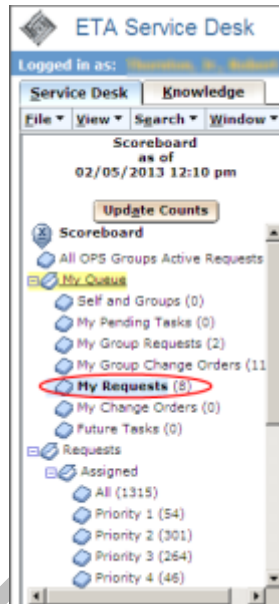 ETA Service Desk
Logged in as:
Service Desk Knowledge
File View Search Window
Scoreboard
as of
02/05/2013 12:10 pm
Update Counts
Scoreboard
All OPS Groups Active Requests
My Queue
Self and Groups (0)
My Pending Tasks (0)
My Group Requests (2)
My Group Change Orders (11
My Requests (8)
My Change Orders (0)
Future Tasks (0)
Requests
Assigned
All (1315)
Priority 1 (54)
Priority 2 (301)
Priority 3 (264)
Priority 4 (46)